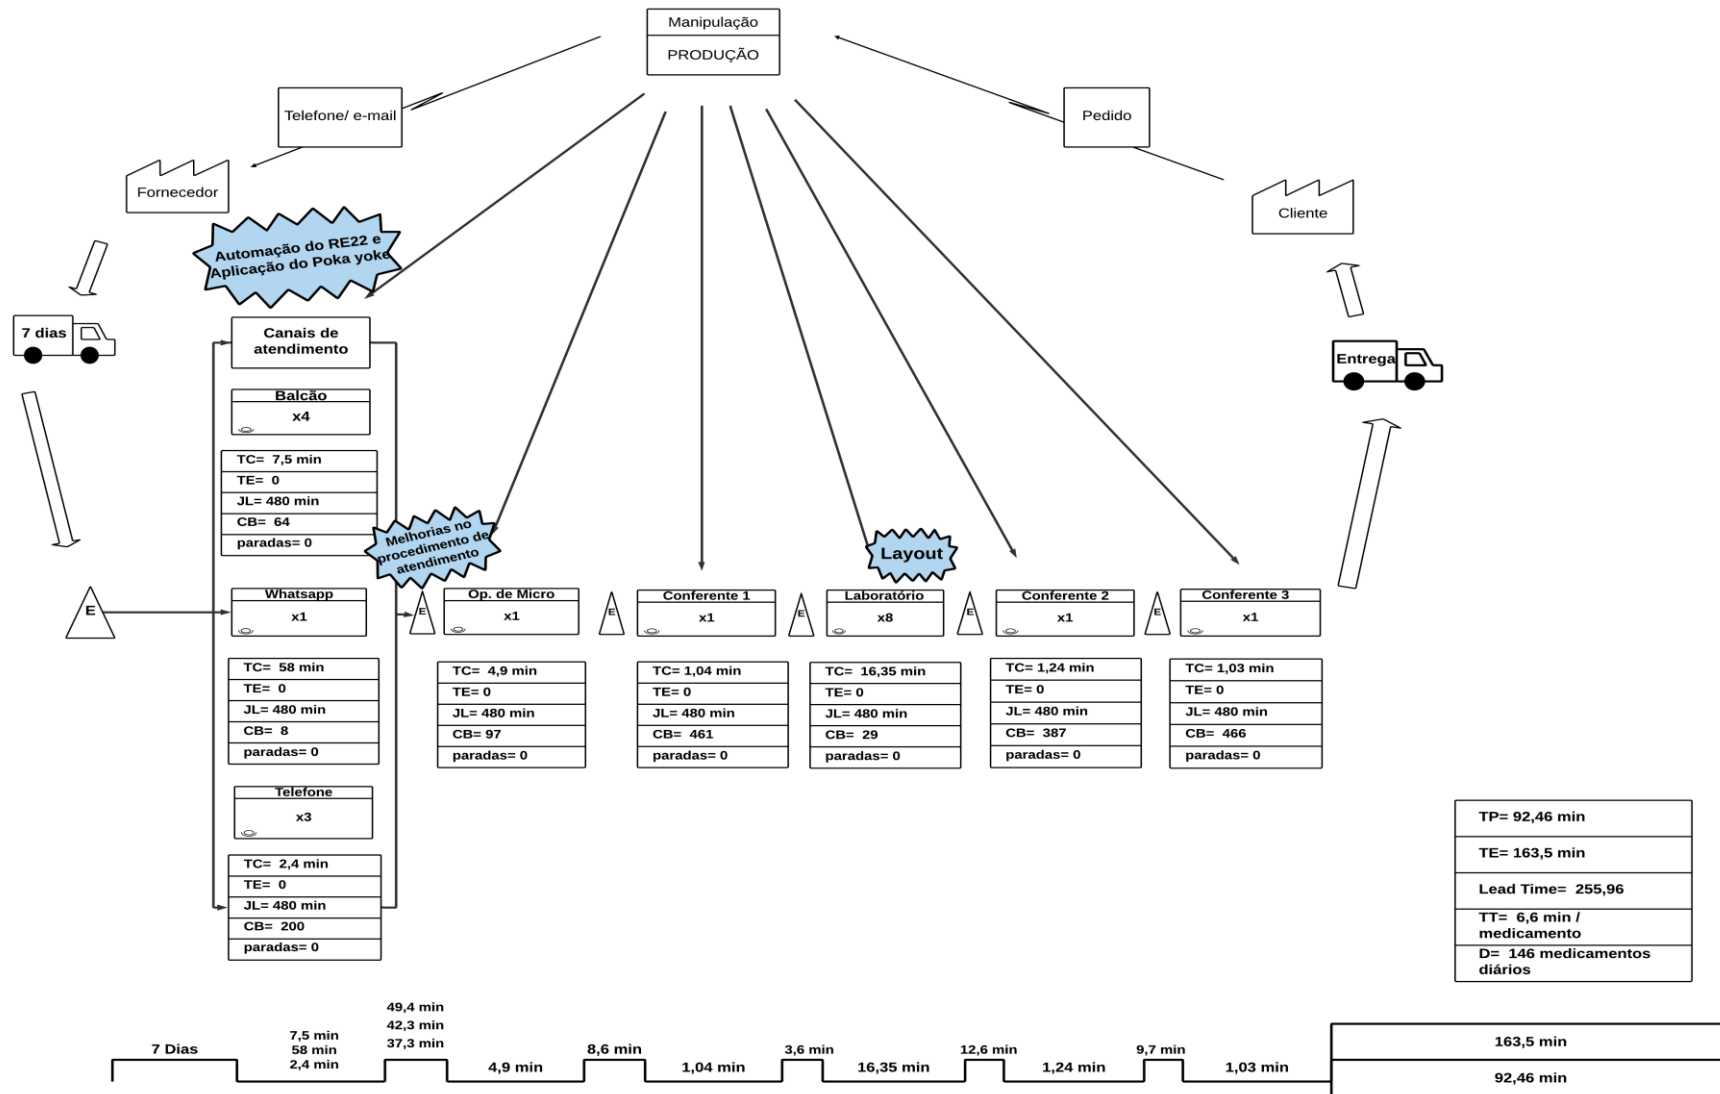 Manipulação
PRODUÇÃO
Telefone/ e-mail
Pedido
Fornecedor
Cliente
Automação do RE22 e
Aplicação do Poka yoke
7 dias
Entrega
Canais de
atendimento
Balcão
x4
TC= 7,5 min
TE= 0
JL= 480 min
CB= 64
paradas= 0
Melhorias no
procedimento de
atendimento
Layout
E
Whatsapp
x1
TC= 58 min
TE= 0
JL= 480 min
CB= 8
paradas= 0
Telefone
x3
TC= 2,4 min
TE= 0
JL= 480 min
CB= 200
paradas= 0
E
Op. de Micro
x1
TC= 4,9 min
TE= 0
JL= 480 min
CB= 97
paradas= 0
E
Conferente 1
x1
TC= 1,04 min
TE= 0
JL= 480 min
CB= 461
paradas= 0
E
Laboratório
x8
TC= 16,35 min
TE= 0
JL= 480 min
CB= 29
paradas= 0
E
Conferente 2
x1
TC= 1,24 min
TE= 0
JL= 480 min
CB= 387
paradas= 0
E
Conferente 3
x1
TC= 1,03 min
TE= 0
JL= 480 min
CB= 466
paradas= 0
TP= 92,46 min
TE= 163,5 min
Lead Time= 255,96
TT= 6,6 min /
medicamento
D= 146 medicamentos
diários
7 Dias
7,5 min
58 min
2,4 min
49,4 min
42,3 min
37,3 min
4,9 min
8,6 min
1,04 min
3,6 min
16,35 min
12,6 min
1,24 min
9,7 min
1,03 min
163,5 min
92,46 min